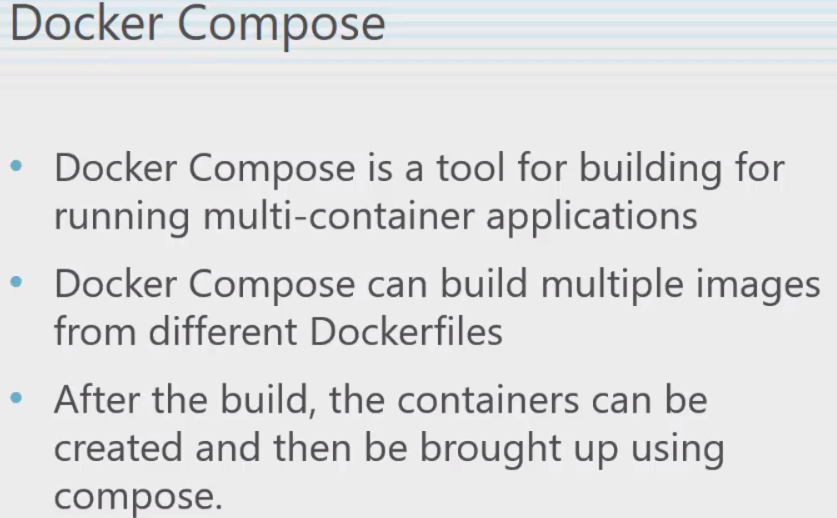 Docker Compose
• Docker Compose is a tool for building for
running multi-container applications
• Docker Compose can build multiple images
from different Dockerfiles
• After the build, the containers can be
created and then be brought up using
compose.